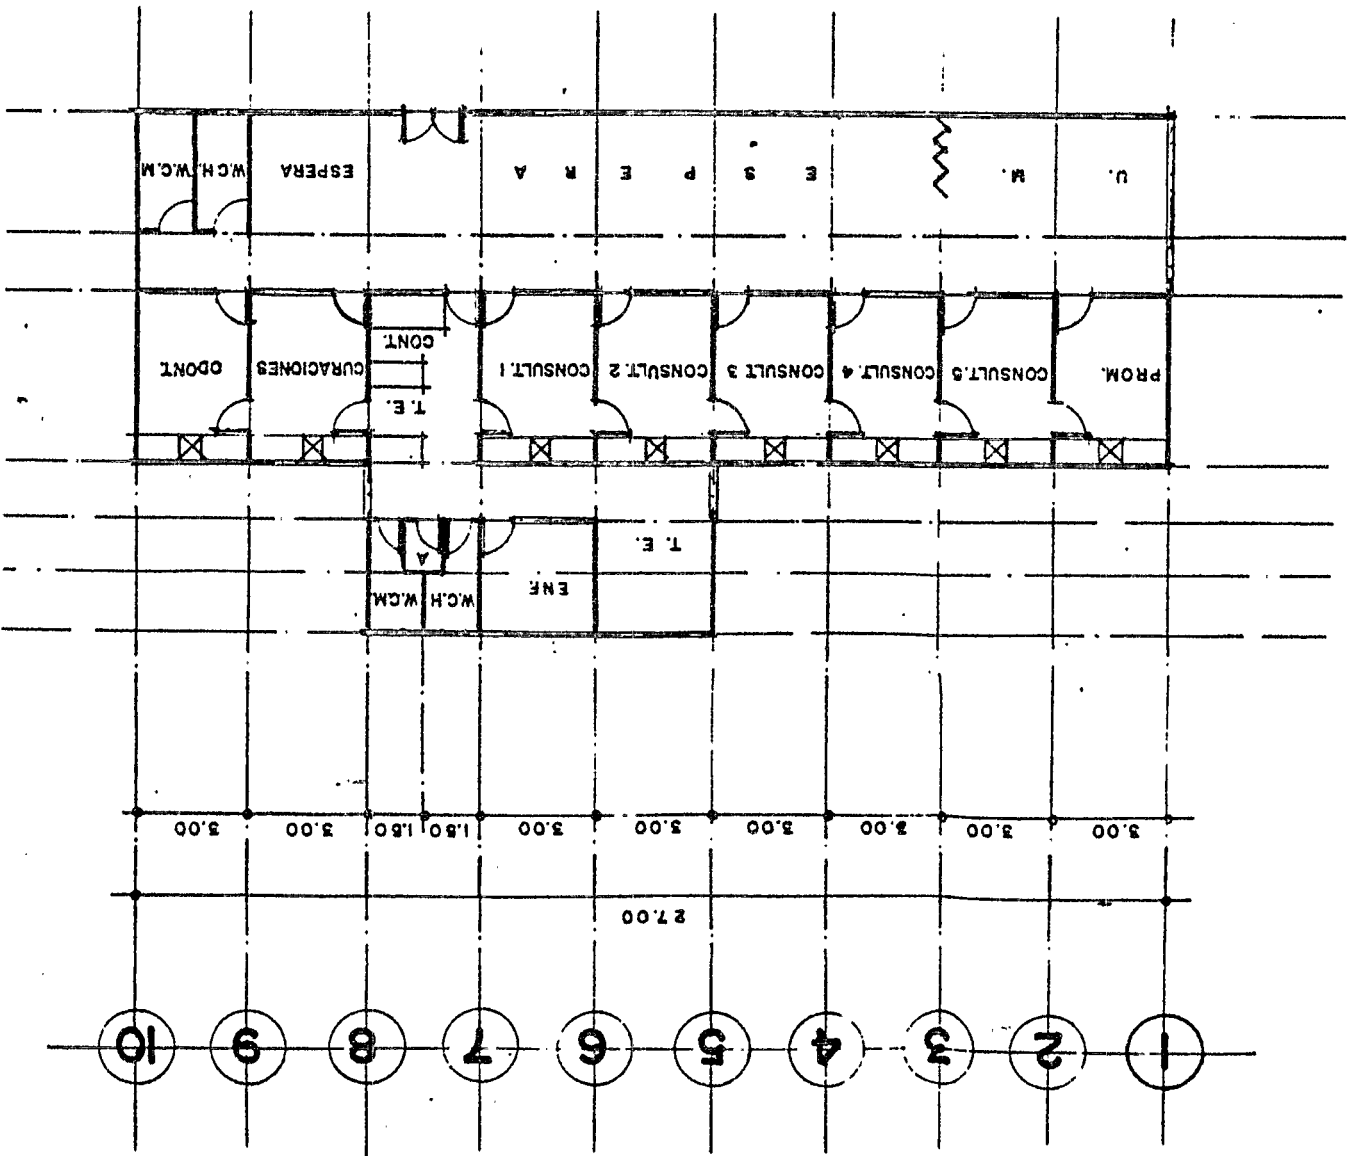 1 2 3 4 5 6 7 8 9 10
27.00
3.00 3.00 3.00 3.00 3.00 3.00 1.50 1.50 3.00 3.00
W.C.H W.C.M.
ENF.
A
T. E.
T. E.
PROM. CONSULT.5 CONSULT. 4 CONSULT 3 CONSULT. 2 CONSULT. 1 CURACIONES ODONT.
CONT.
U. M. E S P E R A ESPERA W.C.H. W.C.M